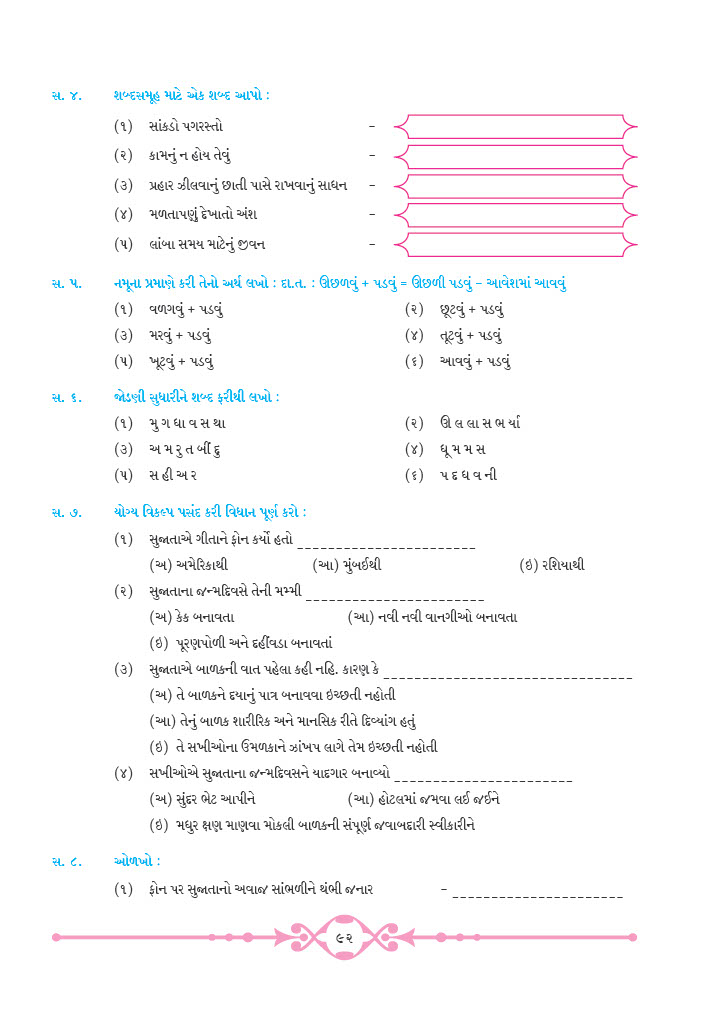 સ. ૪. શબ્દસમૂહ માટે એક શબ્દ આપો :
(૧) સાંકડો પગરસ્તો –
(૨) કામનું ન હોય તેવું –
(૩) પ્રહાર ઝીલવાનું છાતી પાસે રાખવાનું સાધન –
(૪) મળતાપણું દેખાતો અંશ –
(૫) લાંબા સમય માટેનું જીવન –
સ. ૫. નમૂના પ્રમાણે કરી તેનો અર્થ લખો : દા.ત. : ઊછળવું + પડવું = ઊછળી પડવું – આવેશમાં આવવું
(૧) વળગવું + પડવું (૨) છૂટવું + પડવું
(૩) મરવું + પડવું (૪) તૂટવું + પડવું
(૫) ખૂટવું + પડવું (૬) આવવું + પડવું
સ. ૬. જોડણી સુધારીને શબ્દ ફરીથી લખો :
(૧) મુ ગ ધા વ સ થા (૨) ઊ લ લા સ ભ ર્યા
(૩) અ મ રુ ત બીં દુ (૪) ધૂ મ મ સ
(૫) સ હી અ ર (૬) પ દ ધ વ ની
સ. ૭. યોગ્ય વિકલ્પ પસંદ કરી વિધાન પૂર્ણ કરો :
(૧) સુજાતાએ ગીતાને ફોન કર્યો હતો _______________________
(અ) અમેરિકાથી (આ) મુંબઈથી (ઇ) રશિયાથી
(૨) સુજાતાના જન્મદિવસે તેની મમ્મી _______________________
(અ) કેક બનાવતા (આ) નવી નવી વાનગીઓ બનાવતા
(ઇ) પૂરણપોળી અને દહીંવડા બનાવતાં
(૩) સુજાતાએ બાળકની વાત પહેલા કહી નહિ. કારણ કે ________________________________
(અ) તે બાળકને દયાનું પાત્ર બનાવવા ઇચ્છતી નહોતી
(આ) તેનું બાળક શારીરિક અને માનસિક રીતે દિવ્યાંગ હતું
(ઇ) તે સખીઓના ઉમળકાને ઝાંખપ લાગે તેમ ઇચ્છતી નહોતી
(૪) સખીઓએ સુજાતાના જન્મદિવસને યાદગાર બનાવ્યો _______________________
(અ) સુંદર ભેટ આપીને (આ) હોટલમાં જમવા લઈ જઈને
(ઇ) મધુર ક્ષણ માણવા મોકલી બાળકની સંપૂર્ણ જવાબદારી સ્વીકારીને
સ. ૮. ઓળખો :
(૧) ફોન પર સુજાતાનો અવાજ સાંભળીને થંભી જનાર – ______________________
૯૨